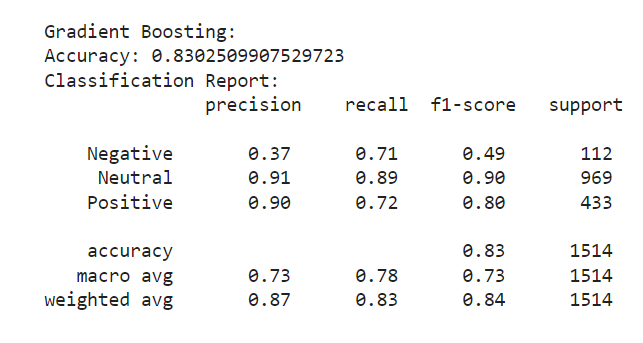 Gradient Boosting:
Accuracy: 0.8302509907529723
Classification Report:
precision recall f1-score support
Negative 0.37 0.71 0.49 112
Neutral 0.91 0.89 0.90 969
Positive 0.90 0.72 0.80 433
accuracy 0.83 1514
macro avg 0.73 0.78 0.73 1514
weighted avg 0.87 0.83 0.84 1514